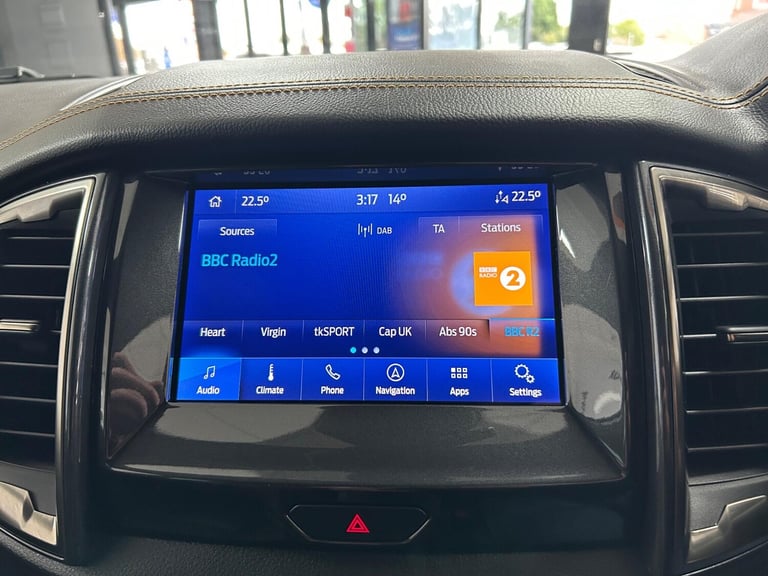 22.5° 3:17 14° 22.5°
Sources DAB TA Stations
BBC Radio2
BBC
RADIO 2
Heart Virgin tkSPORT Cap UK Abs 90s BBC R2
Audio Climate Phone Navigation Apps Settings